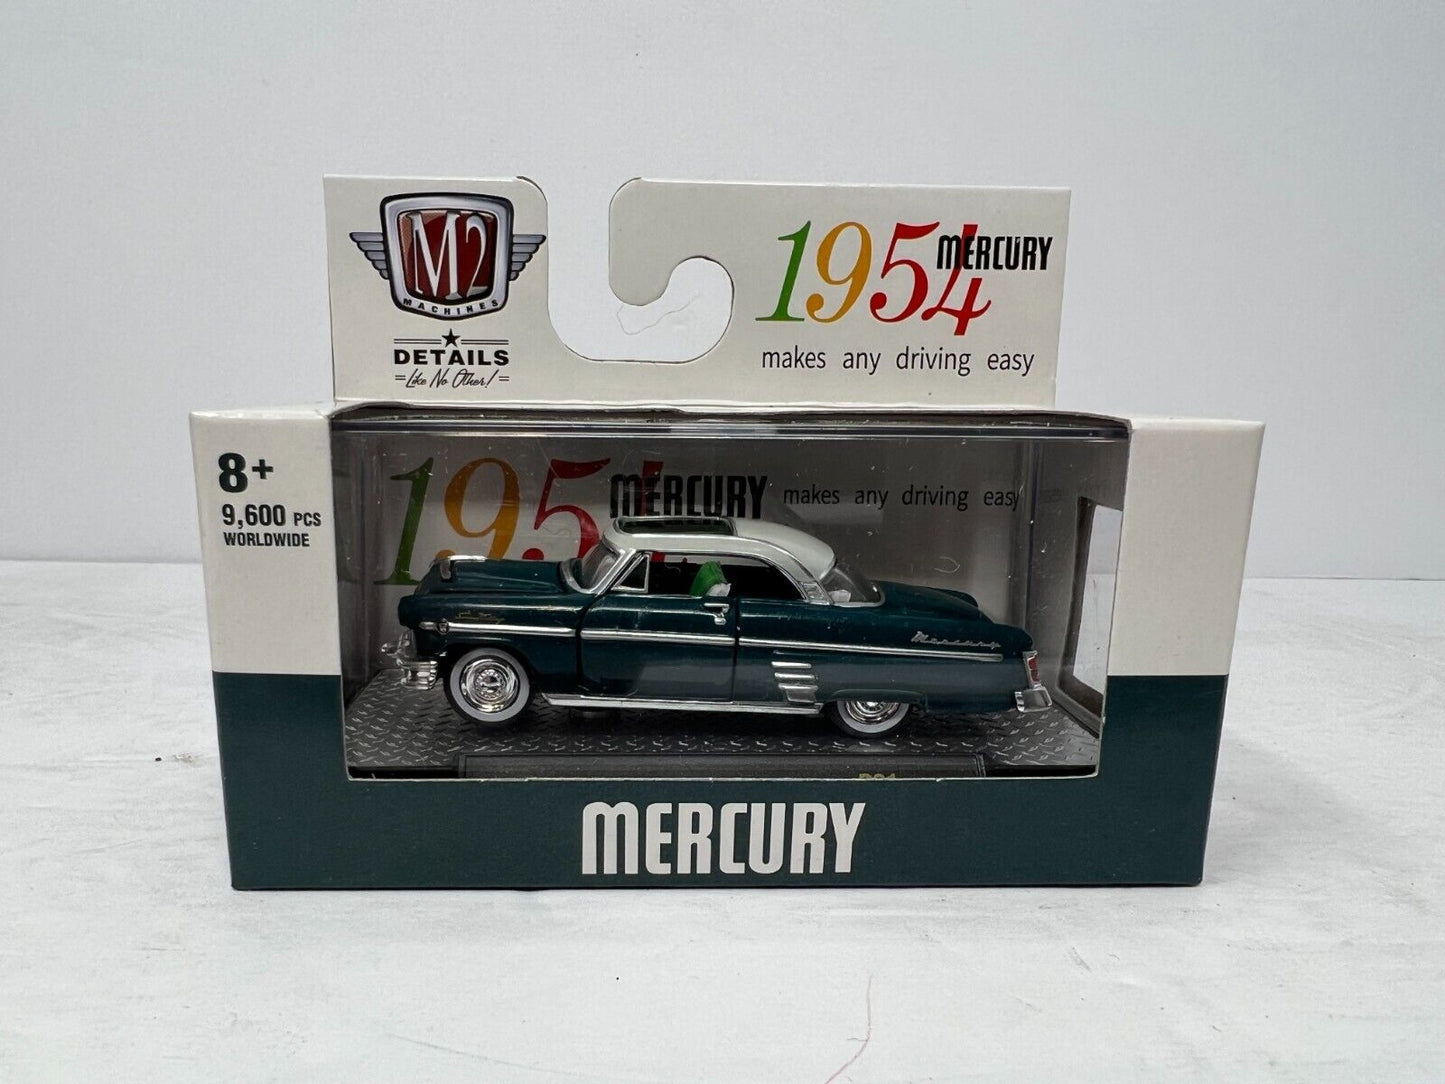 M2
MACHINES
DETAILS
Like No Other!
1954 MERCURY
makes any driving easy
8+
9,600 PCS
WORLDWIDE
1954 MERCURY makes any driving easy
Mercury
MERCURY